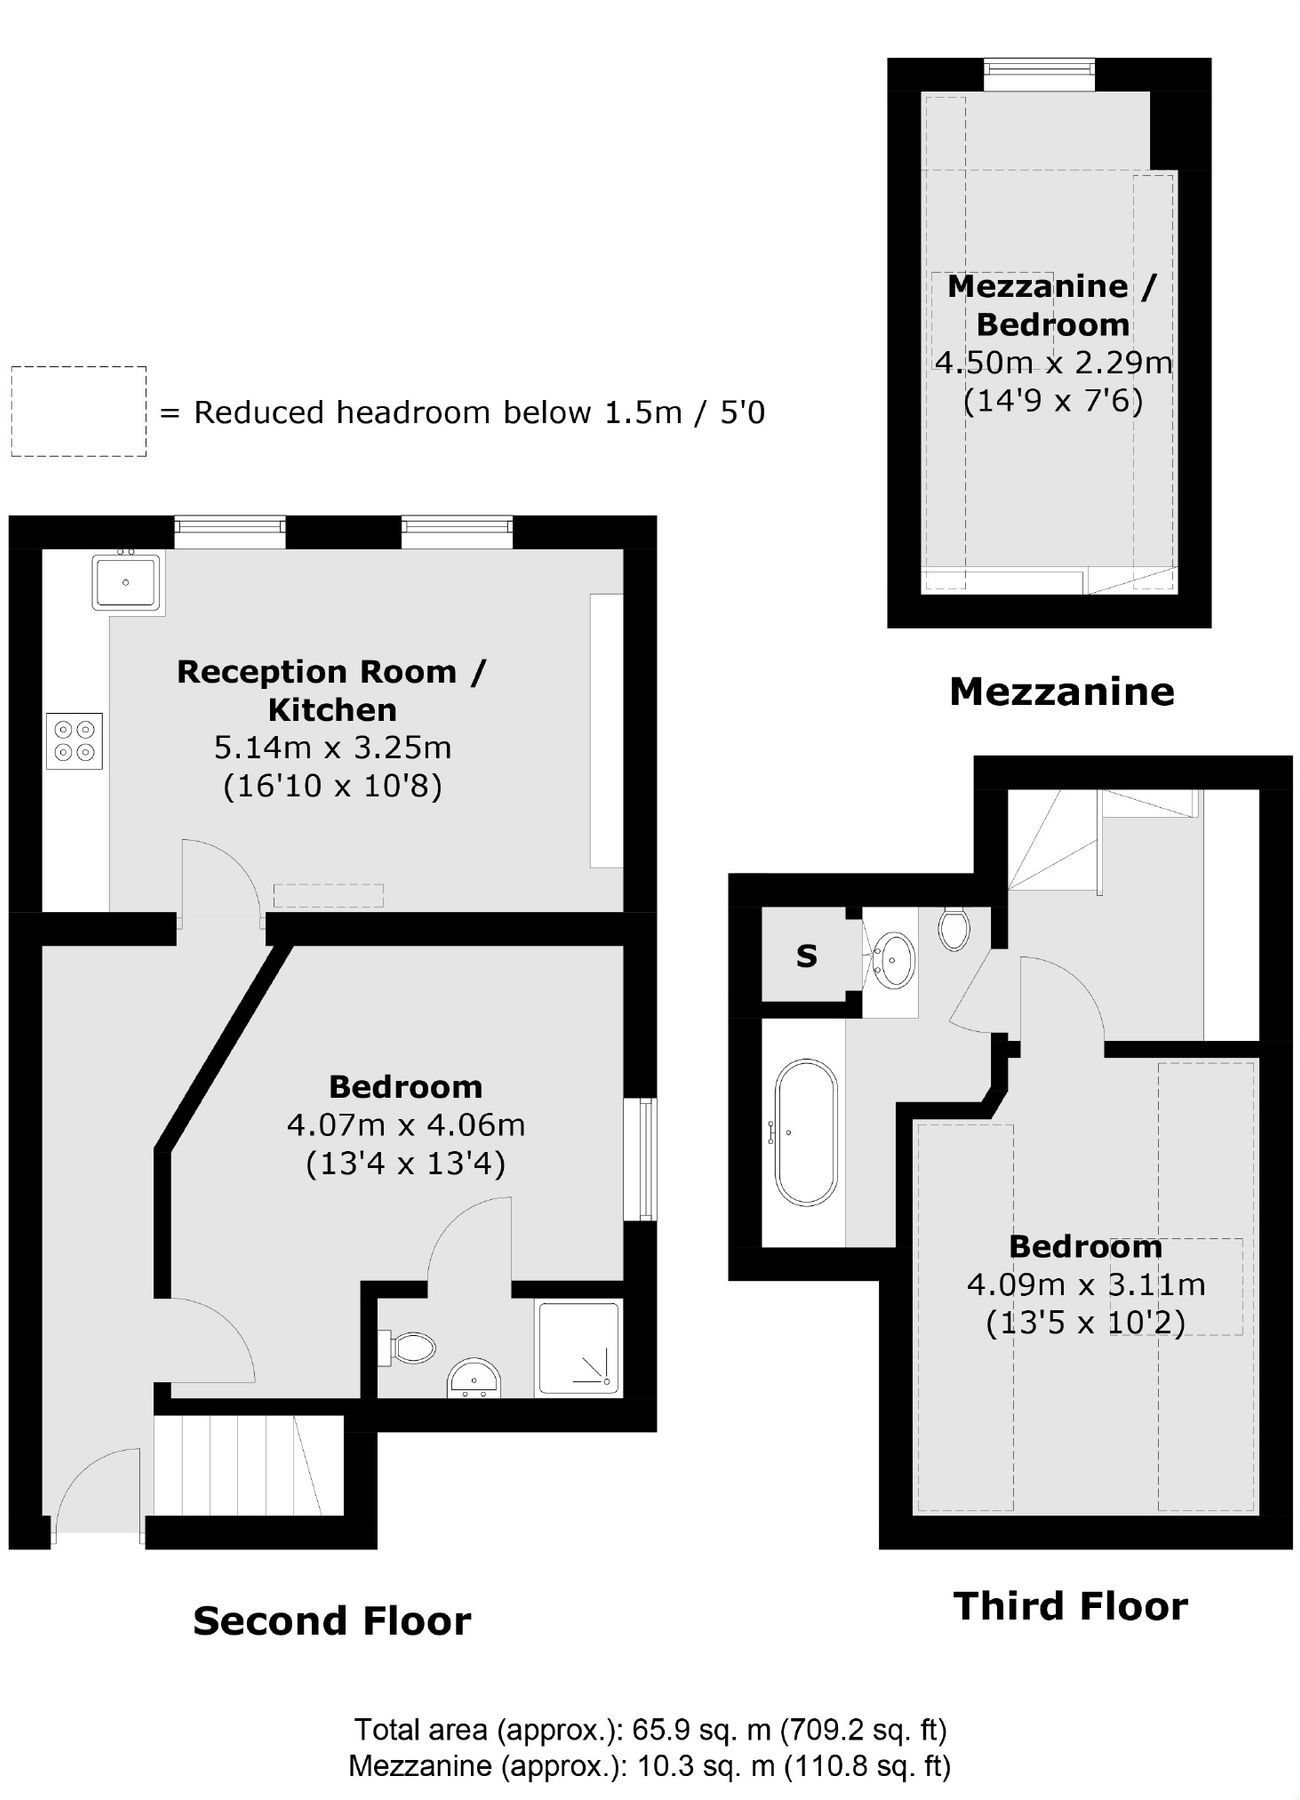 Mezzanine /
Bedroom
4.50m x 2.29m
(14'9 x 7'6)
Mezzanine
= Reduced headroom below 1.5m / 5'0
Reception Room /
Kitchen
5.14m x 3.25m
(16'10 x 10'8)
Bedroom
4.07m x 4.06m
(13'4 x 13'4)
Second Floor
S
Bedroom
4.09m x 3.11m
(13'5 x 10'2)
Third Floor
Total area (approx.): 65.9 sq. m (709.2 sq. ft)
Mezzanine (approx.): 10.3 sq. m (110.8 sq. ft)